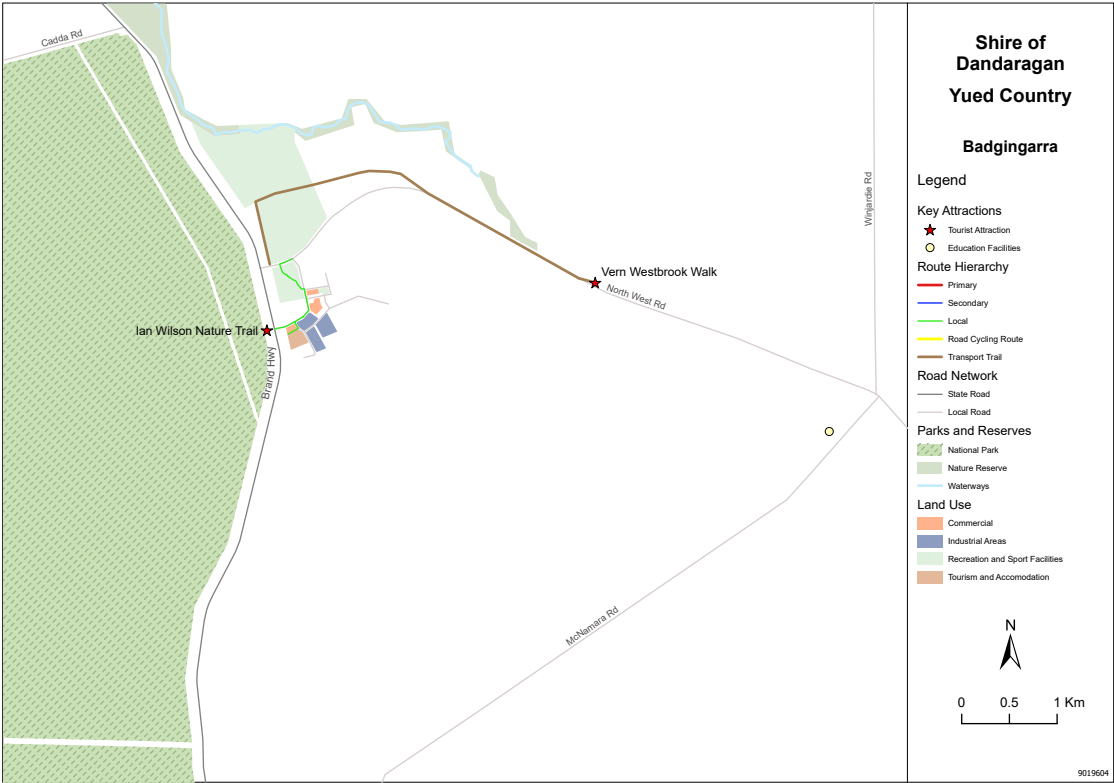 Cadda Rd
Winjardie Rd
Vern Westbrook Walk
North West Rd
Ian Wilson Nature Trail
Brand Hwy
McNamara Rd
Shire of
Dandaragan
Yued Country
Badgingarra
Legend
Key Attractions
Tourist Attraction
Education Facilities
Route Hierarchy
Primary
Secondary
Local
Road Cycling Route
Transport Trail
Road Network
State Road
Local Road
Parks and Reserves
National Park
Nature Reserve
Waterways
Land Use
Commercial
Industrial Areas
Recreation and Sport Facilities
Tourism and Accomodation
N
0 0.5 1 Km
9019604